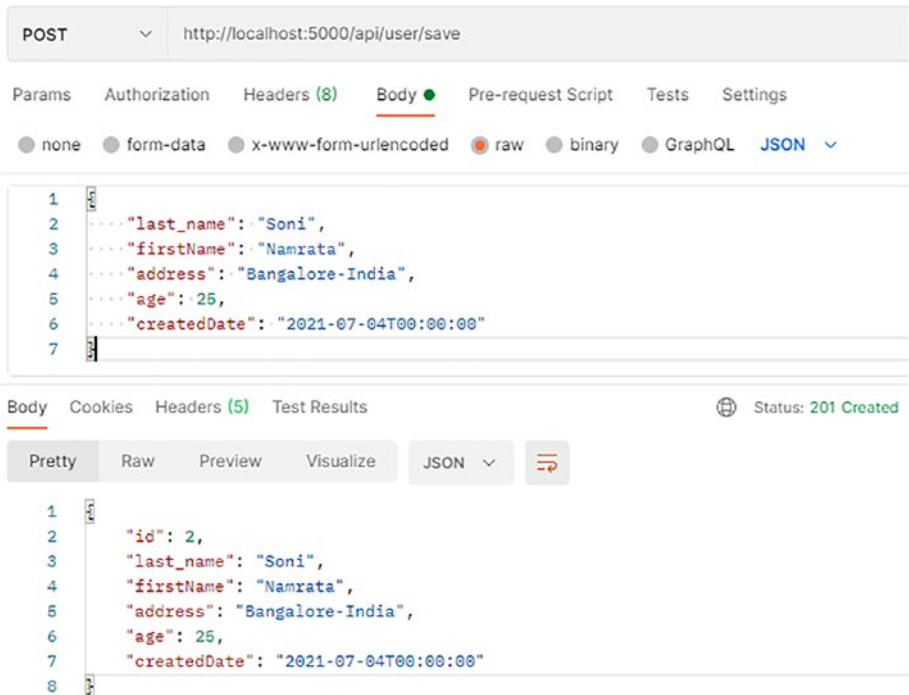 POST http://localhost:5000/api/user/save
Params Authorization Headers (8) Body Pre-request Script Tests Settings
none form-data x-www-form-urlencoded raw binary GraphQL JSON
1 {
2 "last_name": "Soni",
3 "firstName": "Namrata",
4 "address": "Bangalore-India",
5 "age": 25,
6 "createdDate": "2021-07-04T00:00:00"
7 }
Body Cookies Headers (5) Test Results Status: 201 Created
Pretty Raw Preview Visualize JSON
1 {
2 "id": 2,
3 "last_name": "Soni",
4 "firstName": "Namrata",
5 "address": "Bangalore-India",
6 "age": 25,
7 "createdDate": "2021-07-04T00:00:00"
8 }